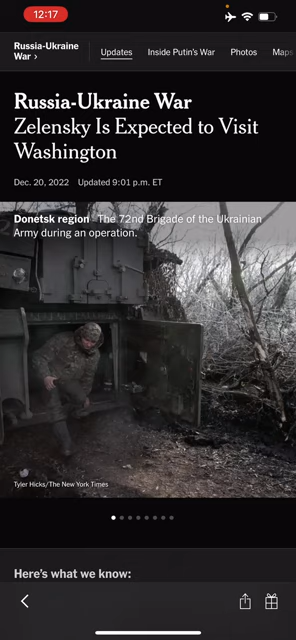 12:17
Russia-Ukraine
War ›
Updates
Inside Putin's War
Photos
Maps
Russia-Ukraine War
Zelensky Is Expected to Visit
Washington
Dec. 20, 2022 Updated 9:01 p.m. ET
Donetsk region The 72nd Brigade of the Ukrainian
Army during an operation.
Tyler Hicks/The New York Times
Here's what we know: